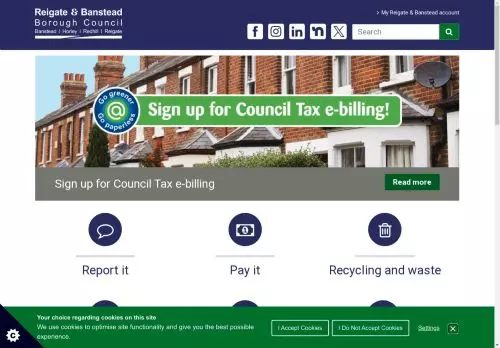 Reigate & Banstead
Borough Council
Banstead | Horley | Redhill | Reigate
> My Reigate & Banstead account
Search
Go greener
@
Go paperless
Sign up for Council Tax e-billing!
Sign up for Council Tax e-billing
Read more
Report it
Pay it
Recycling and waste
Your choice regarding cookies on this site
We use cookies to optimise site functionality and give you the best possible
experience.
I Accept Cookies
I Do Not Accept Cookies
Settings